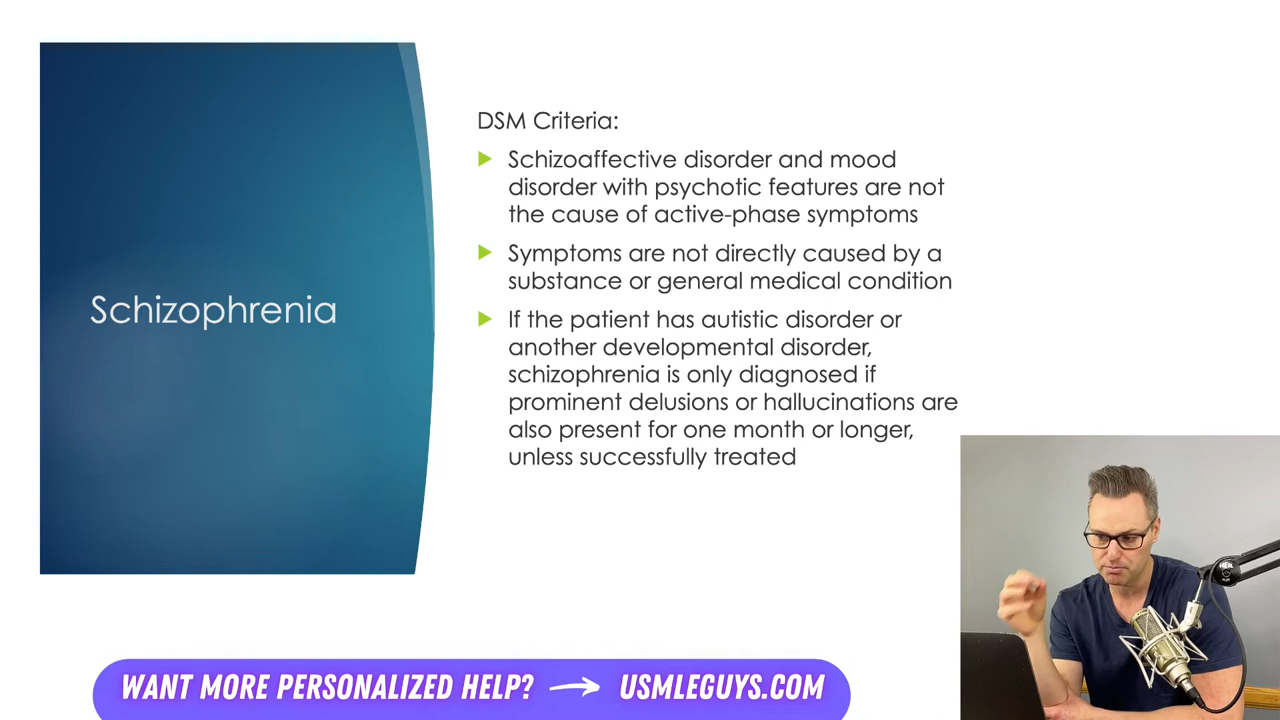 DSM Criteria:
Schizoaffective disorder and mood
disorder with psychotic features are not
the cause of active-phase symptoms
Symptoms are not directly caused by a
substance or general medical condition
Schizophrenia
If the patient has autistic disorder or
another developmental disorder,
schizophrenia is only diagnosed if
prominent delusions or hallucinations are
also present for one month or longer,
unless successfully treated
WANT MORE PERSONALIZED HELP? → USMLEGUYS.COM